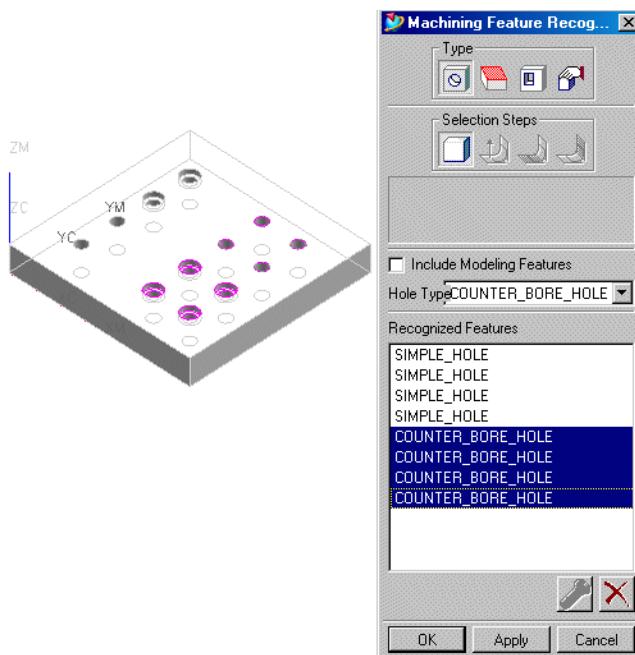 Machining Feature Recog...
Type
Selection Steps
ZM
ZC
YM
YC
Include Modeling Features
Hole Type COUNTER_BORE_HOLE
Recognized Features
SIMPLE_HOLE
SIMPLE_HOLE
SIMPLE_HOLE
SIMPLE_HOLE
COUNTER_BORE_HOLE
COUNTER_BORE_HOLE
COUNTER_BORE_HOLE
COUNTER_BORE_HOLE
OK Apply Cancel